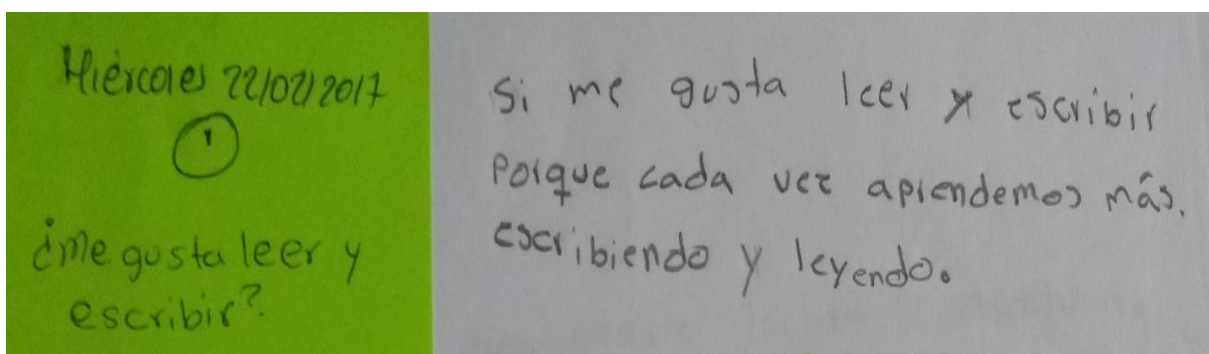 Miércoles 22/02/2017
1
¿me gusta leer y
escribir?
Si me gusta leer y escribir
Porque cada vez aprendemos más.
escribiendo y leyendo.